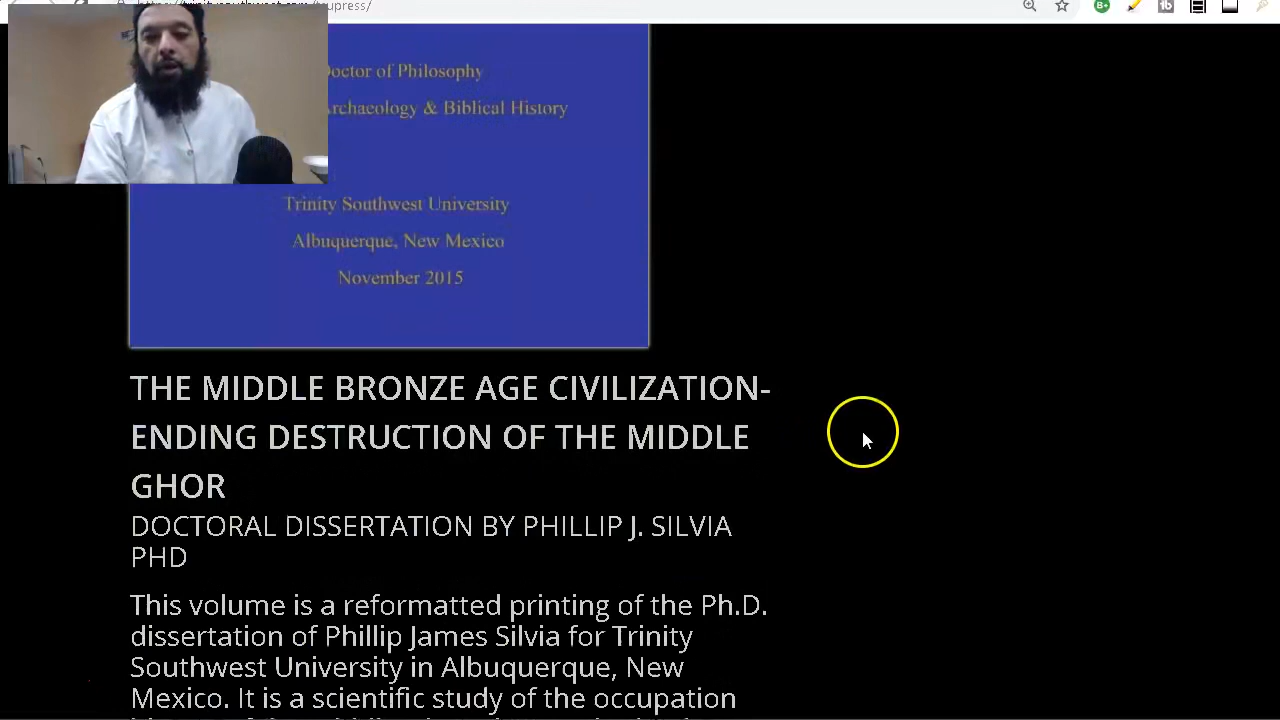 Doctor of Philosophy
Archaeology & Biblical History
Trinity Southwest University
Albuquerque, New Mexico
November 2015
THE MIDDLE BRONZE AGE CIVILIZATION-
ENDING DESTRUCTION OF THE MIDDLE
GHOR
DOCTORAL DISSERTATION BY PHILLIP J. SILVIA
PHD
This volume is a reformatted printing of the Ph.D.
dissertation of Phillip James Silvia for Trinity
Southwest University in Albuquerque, New
Mexico. It is a scientific study of the occupation